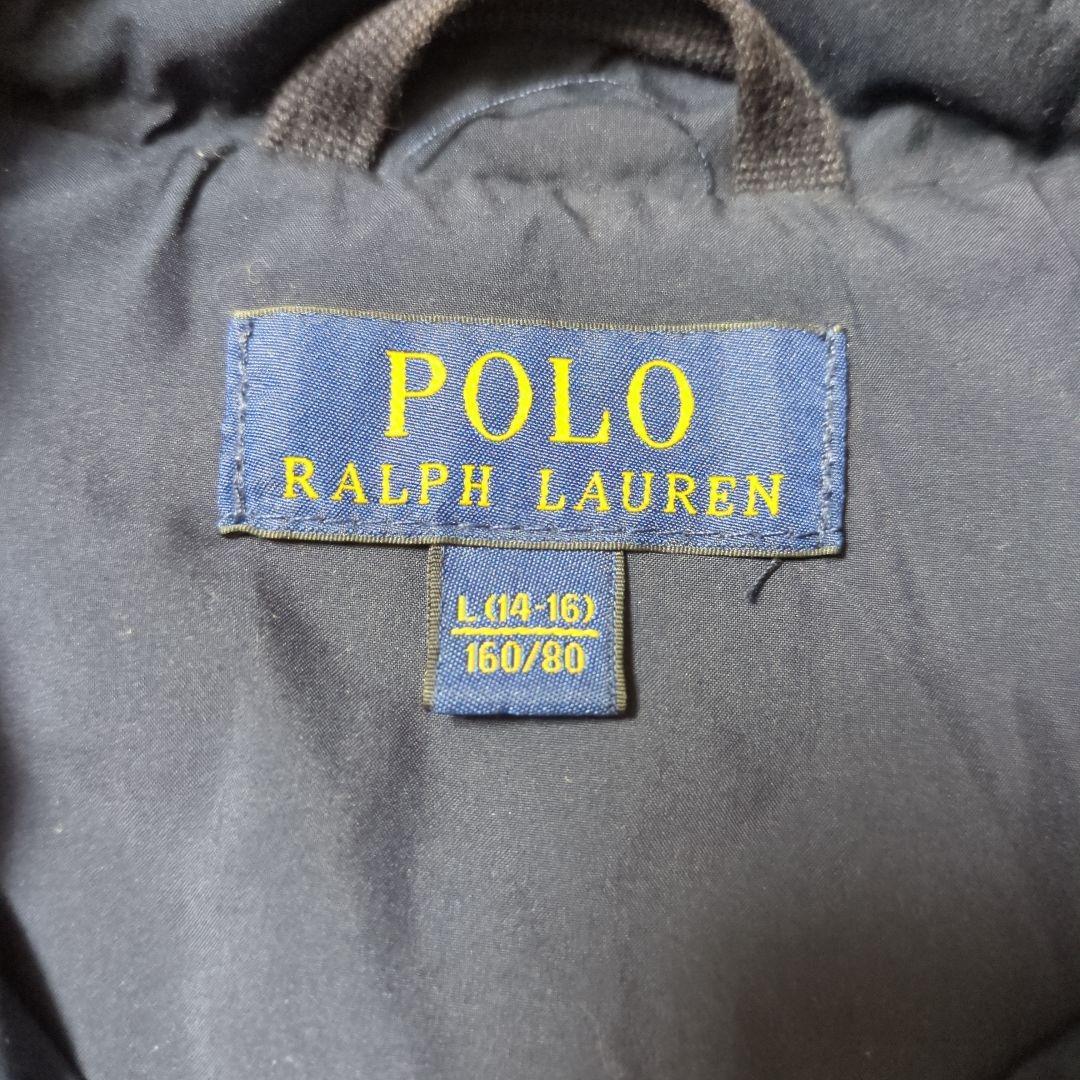 POLO
RALPH LAUREN
L(14-16)
160/80